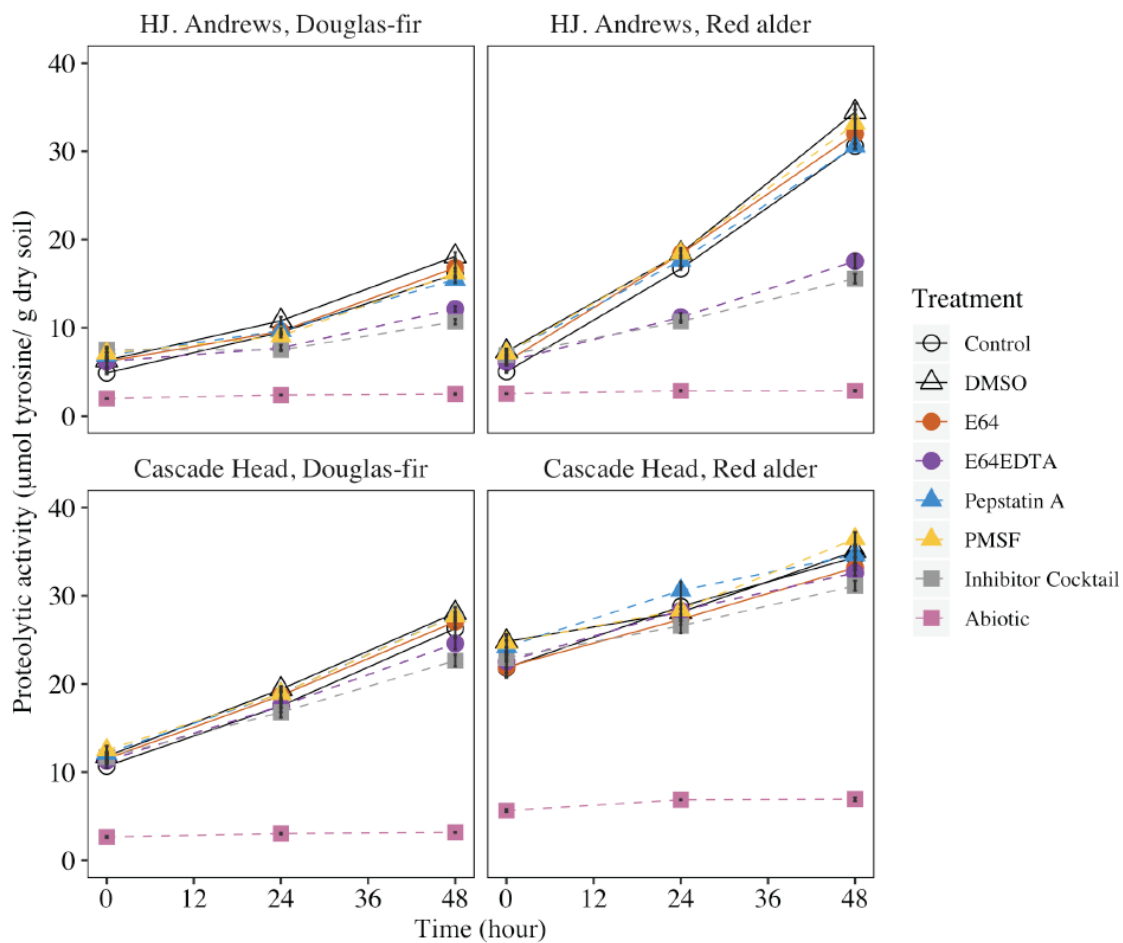 HJ. Andrews, Douglas-fir
HJ. Andrews, Red alder
40
30
20
10
0
Cascade Head, Douglas-fir
Cascade Head, Red alder
40
30
20
10
0
0 12 24 36 48
0 12 24 36 48
Time (hour)
Proteolytic activity (μmol tyrosine/ g dry soil)
Treatment
Control
DMSO
E64
E64EDTA
Pepstatin A
PMSF
Inhibitor Cocktail
Abiotic